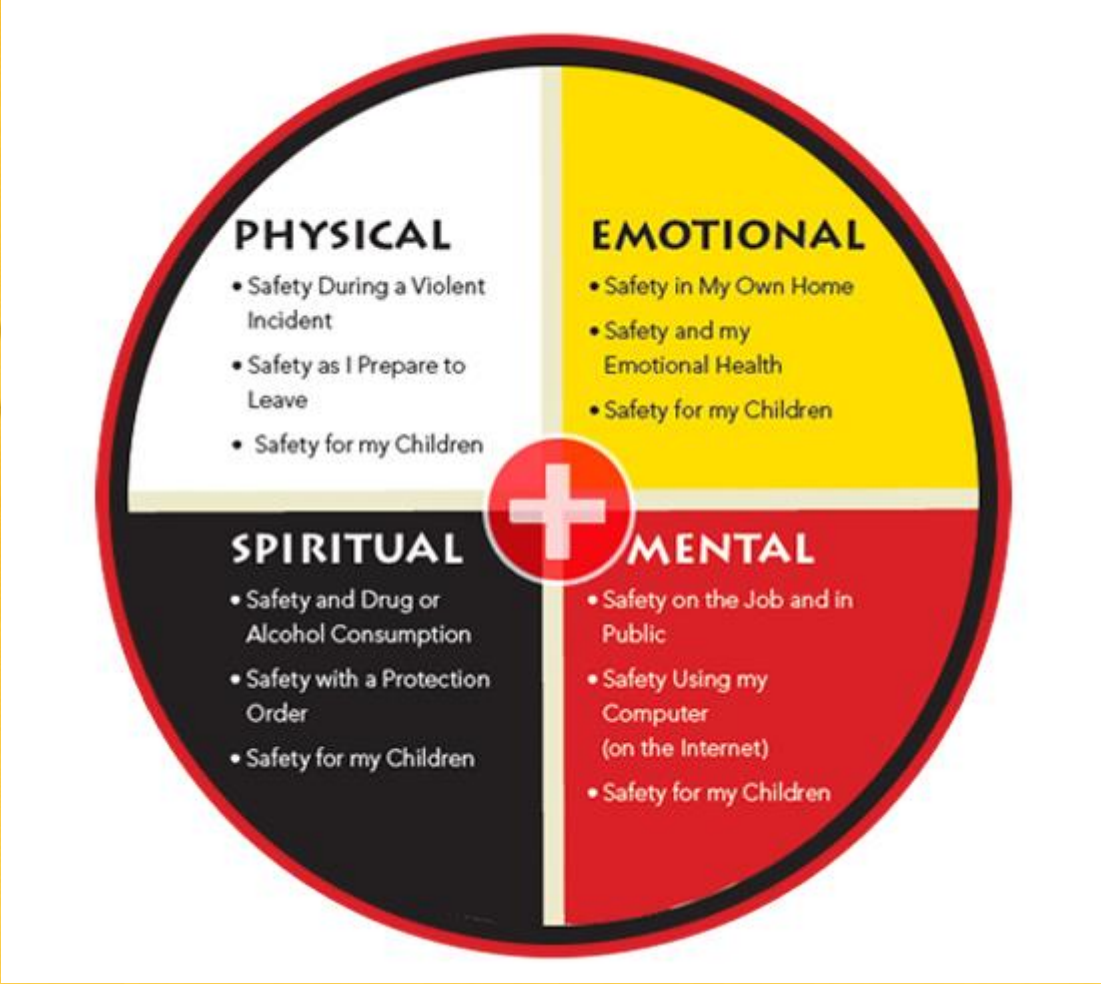 PHYSICAL
• Safety During a Violent
Incident
• Safety as I Prepare to
Leave
• Safety for my Children
EMOTIONAL
• Safety in My Own Home
• Safety and my
Emotional Health
• Safety for my Children
SPIRITUAL
• Safety and Drug or
Alcohol Consumption
• Safety with a Protection
Order
• Safety for my Children
MENTAL
• Safety on the Job and in
Public
• Safety Using my
Computer
(on the Internet)
• Safety for my Children